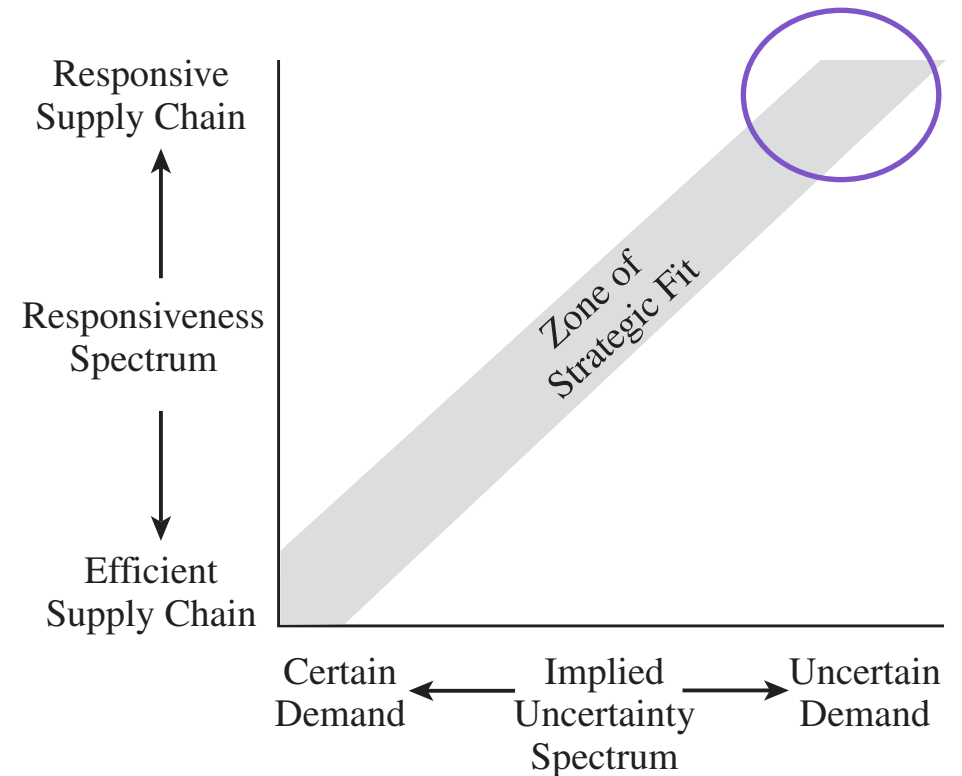 Responsive
Supply Chain
Responsiveness
Spectrum
Efficient
Supply Chain
Zone of
Strategic Fit
Certain
Demand
Implied
Uncertainty
Spectrum
Uncertain
Demand